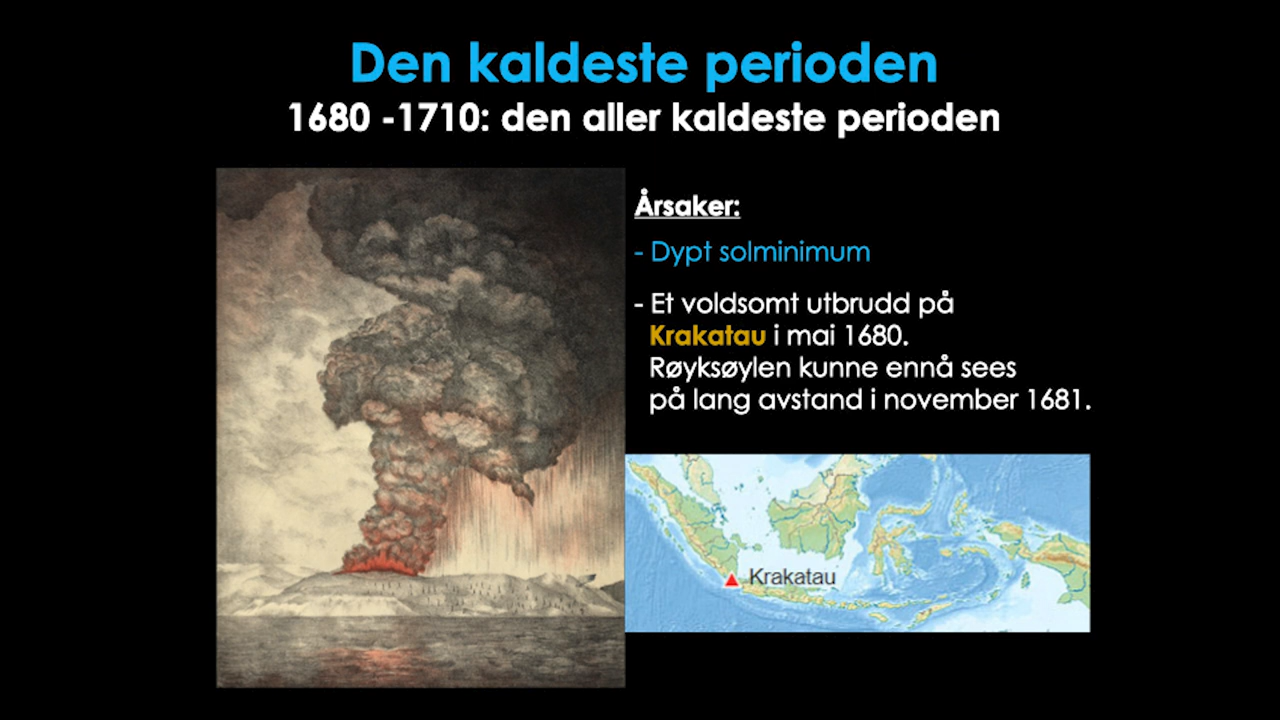 Den kaldeste perioden
1680 -1710: den aller kaldeste perioden
Årsaker:
- Dypt solminimum
- Et voldsomt utbrudd på
Krakatau i mai 1680.
Røyksøylen kunne ennå sees
på lang avstand i november 1681.
Krakatau